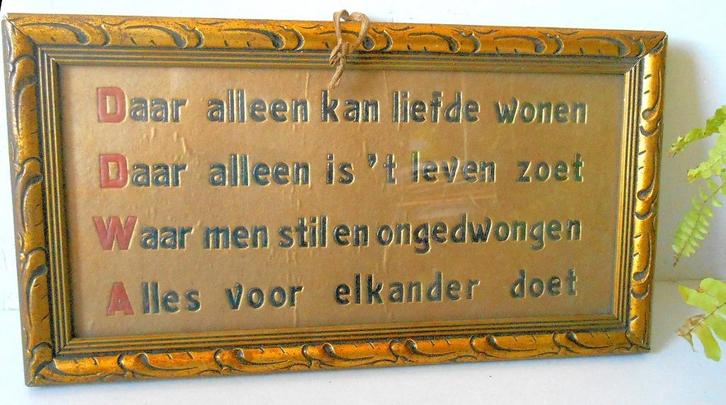 Daar alleen kan liefde wonen
Daar alleen is 't leven zoet
Waar men stil en ongedwongen
Alles voor elkander doet